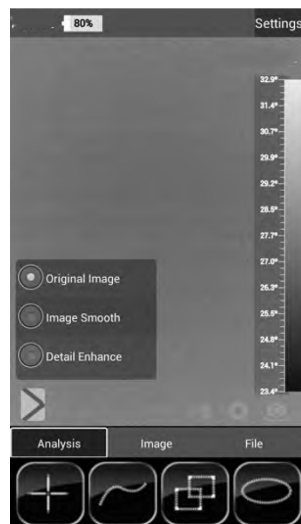 80%
Settings
32.9°
31.4°
30.7°
29.9°
29.2°
28.5°
27.7°
27.0°
26.3°
25.5°
24.8°
24.1°
23.4°
Original Image
Image Smooth
Detail Enhance
Analysis Image File